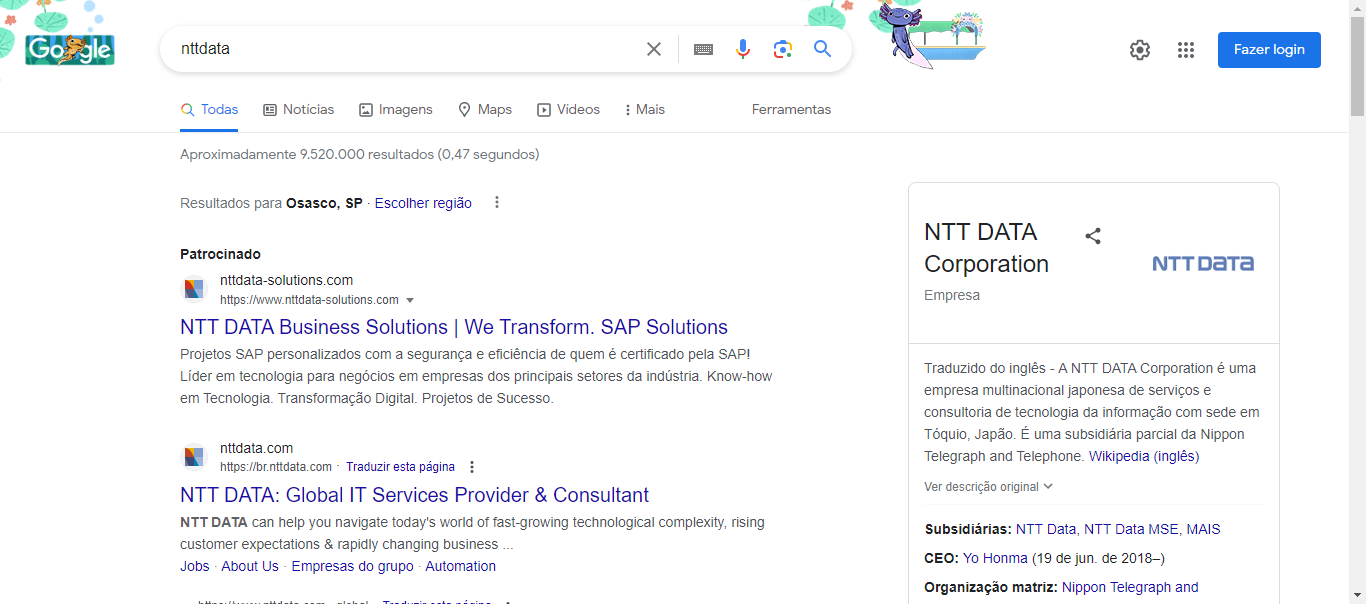 Google
nttdata
Fazer login
Todas
Notícias
Imagens
Maps
Vídeos
Mais
Ferramentas
Aproximadamente 9.520.000 resultados (0,47 segundos)
Resultados para Osasco, SP · Escolher região
Patrocinado
nttdata-solutions.com
https://www.nttdata-solutions.com
NTT DATA Business Solutions | We Transform. SAP Solutions
Projetos SAP personalizados com a segurança e eficiência de quem é certificado pela SAP!
Líder em tecnologia para negócios em empresas dos principais setores da indústria. Know-how
em Tecnologia. Transformação Digital. Projetos de Sucesso.
nttdata.com
https://br.nttdata.com · Traduzir esta página
NTT DATA: Global IT Services Provider & Consultant
NTT DATA can help you navigate today's world of fast-growing technological complexity, rising
customer expectations & rapidly changing business ...
Jobs · About Us · Empresas do grupo · Automation
https://www.nttdata.com › global Traduzir esta página
NTT DATA
Corporation
NTT DATA
Empresa
Traduzido do inglês - A NTT DATA Corporation é uma
empresa multinacional japonesa de serviços e
consultoria de tecnologia da informação com sede em
Tóquio, Japão. É uma subsidiária parcial da Nippon
Telegraph and Telephone. Wikipedia (inglês)
Ver descrição original
Subsidiárias: NTT Data, NTT Data MSE, MAIS
CEO: Yo Honma (19 de jun. de 2018–)
Organização matriz: Nippon Telegraph and